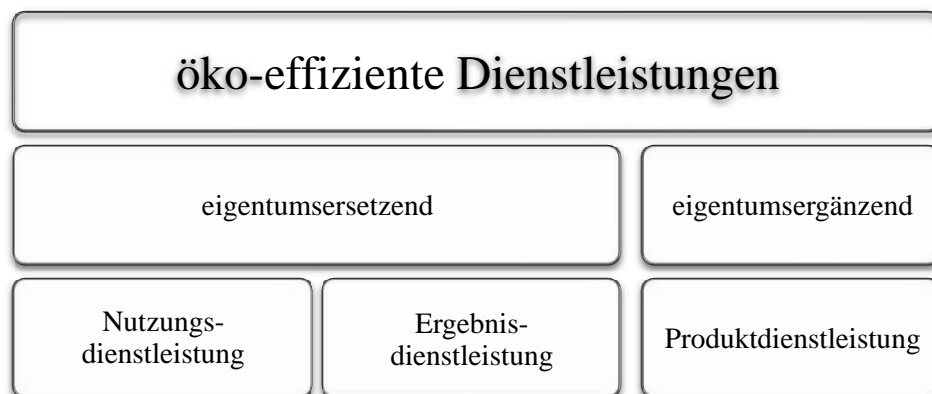 öko-effiziente Dienstleistungen
eigentumsersetzend
eigentumsergänzend
Nutzungs-
dienstleistung
Ergebnis-
dienstleistung
Produktdienstleistung